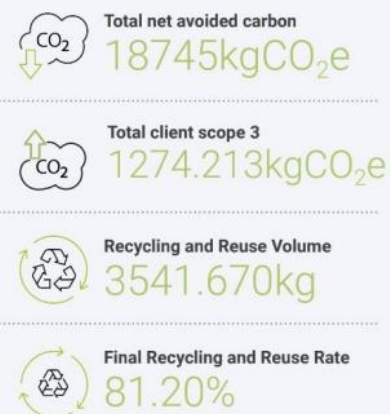 CO₂
Total net avoided carbon
18745kgCO₂e
CO₂
Total client scope 3
1274.213kgCO₂e
Recycling and Reuse Volume
3541.670kg
Final Recycling and Reuse Rate
81.20%